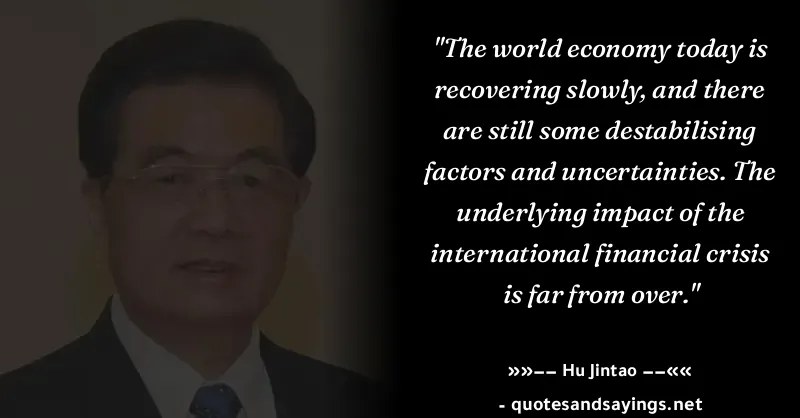 "The world economy today is
recovering slowly, and there
are still some destabilising
factors and uncertainties. The
underlying impact of the
international financial crisis
is far from over."
»»−− Hu Jintao −−««
- quotesandsayings.net